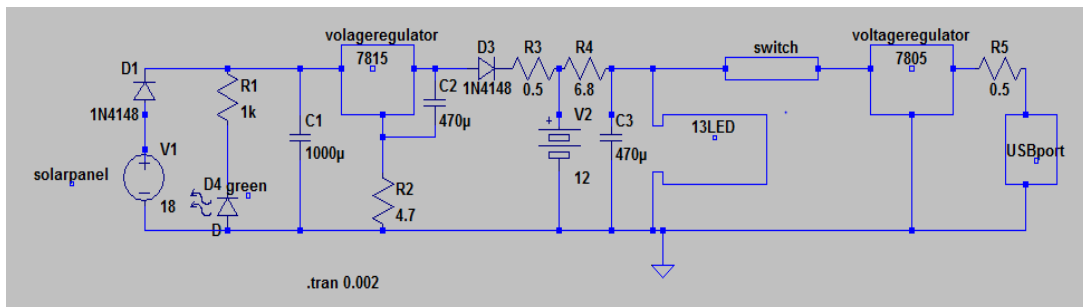 volageregulator
7815
D1
1N4148
R1
1k
C1
1000µ
C2
470µ
D3
1N4148
R3
0.5
R4
6.8
switch
voltageregulator
7805
R5
0.5
V1
18
solarpanel
D4
green
D
R2
4.7
V2
12
C3
470µ
13LED
USBport
.tran 0.002